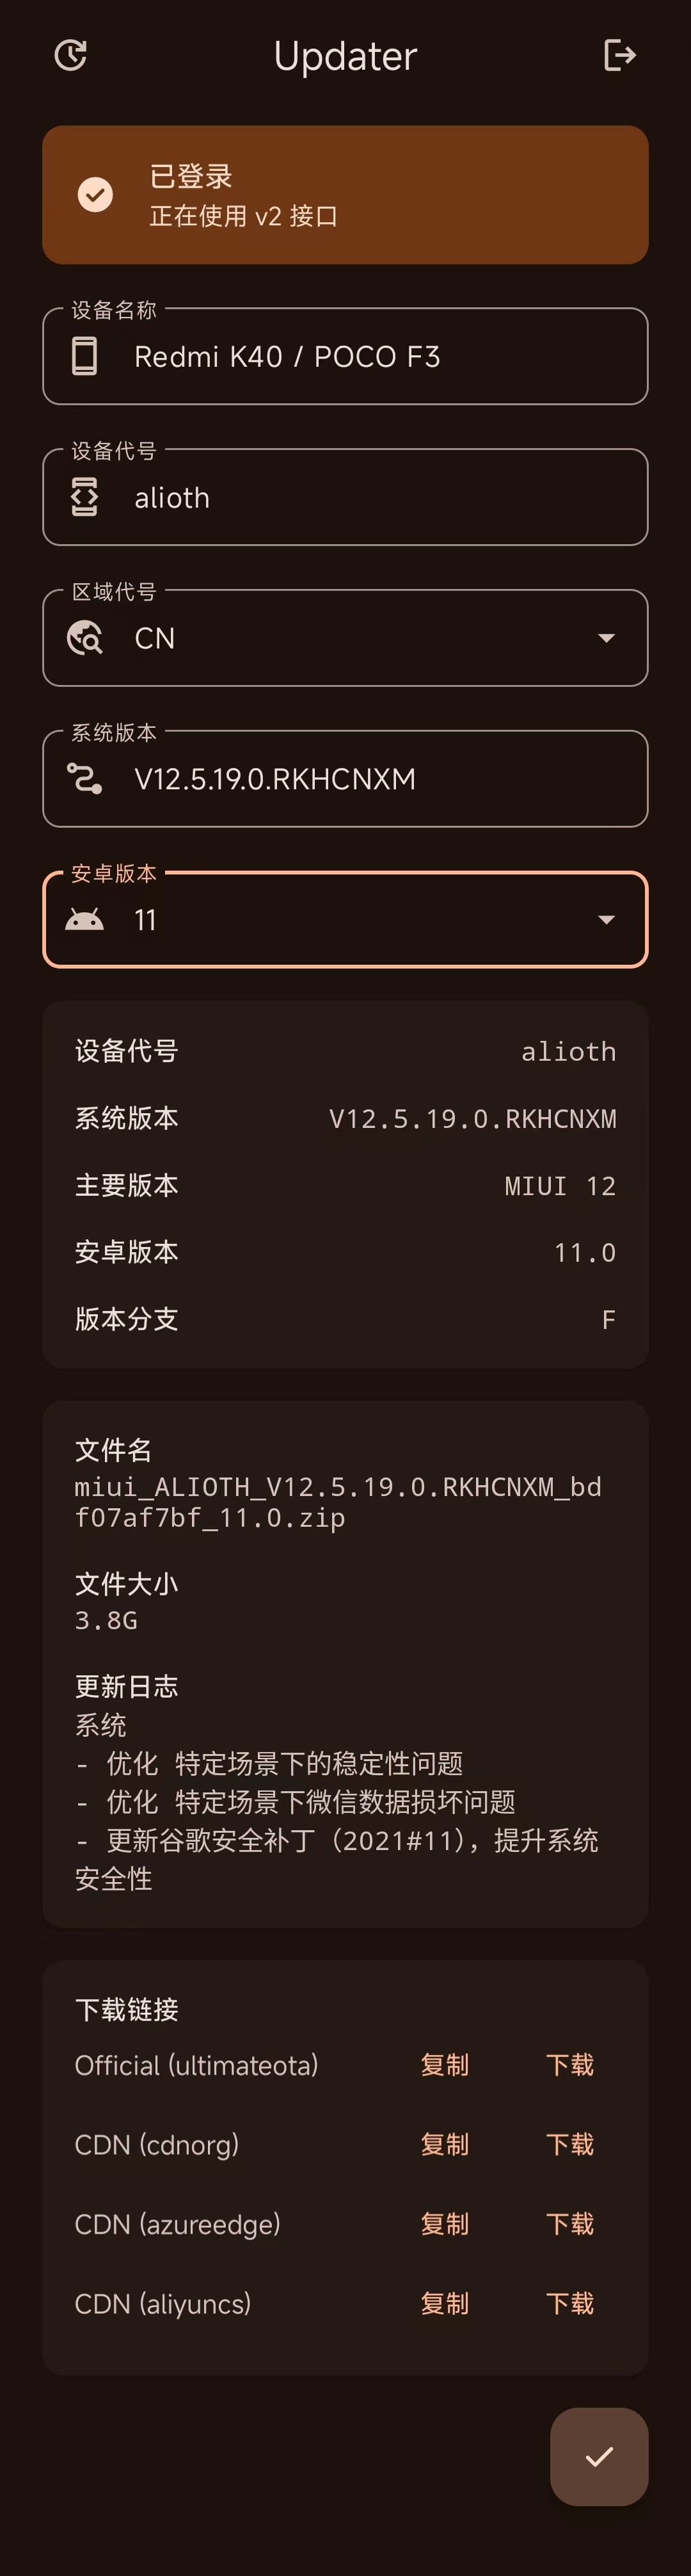 Updater
已登录
正在使用 v2 接口
设备名称
Redmi K40 / POCO F3
设备代号
alioth
区域代号
CN
系统版本
V12.5.19.0.RKHCNXM
安卓版本
11
设备代号 alioth
系统版本 V12.5.19.0.RKHCNXM
主要版本 MIUI 12
安卓版本 11.0
版本分支 F
文件名
miui_ALIOTH_V12.5.19.0.RKHCNXM_bd
f07af7bf_11.0.zip
文件大小
3.8G
更新日志
系统
- 优化 特定场景下的稳定性问题
- 优化 特定场景下微信数据损坏问题
- 更新谷歌安全补丁（2021#11），提升系统
安全性
下载链接
Official (ultimateota) 复制 下载
CDN (cdnorg) 复制 下载
CDN (azureedge) 复制 下载
CDN (aliyuncs) 复制 下载